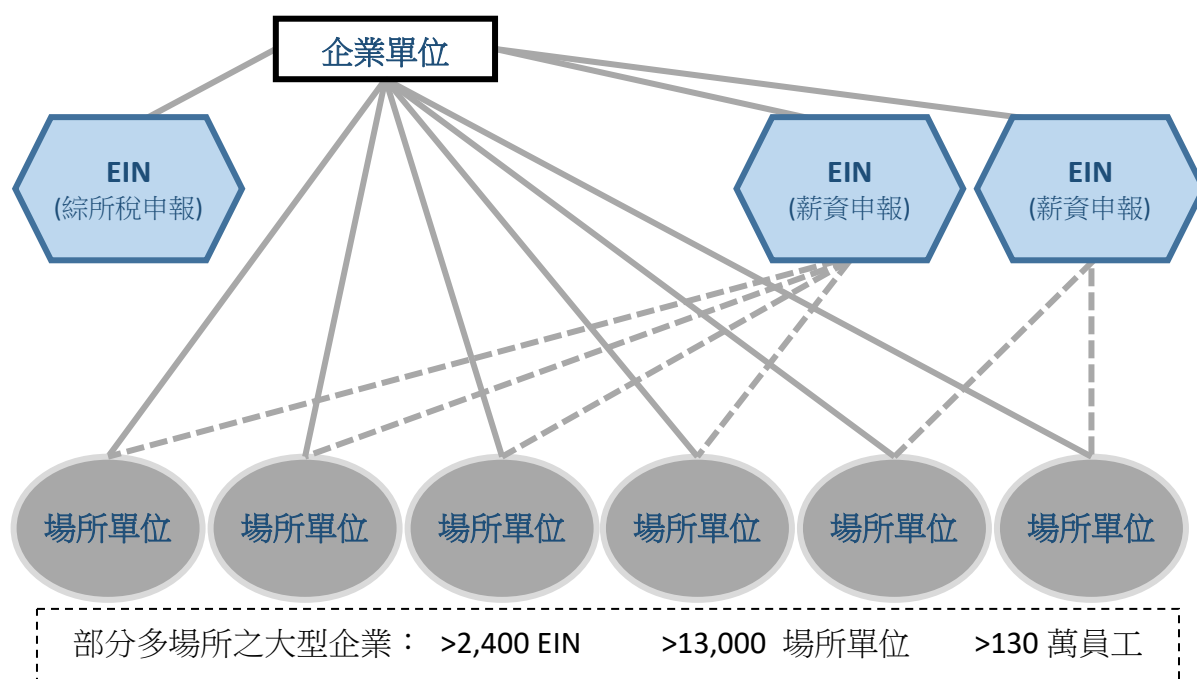 企業單位
EIN
(綜所稅申報)
EIN
(薪資申報)
EIN
(薪資申報)
場所單位
場所單位
場所單位
場所單位
場所單位
場所單位
部分多場所之大型企業： >2,400 EIN >13,000 場所單位 >130 萬員工